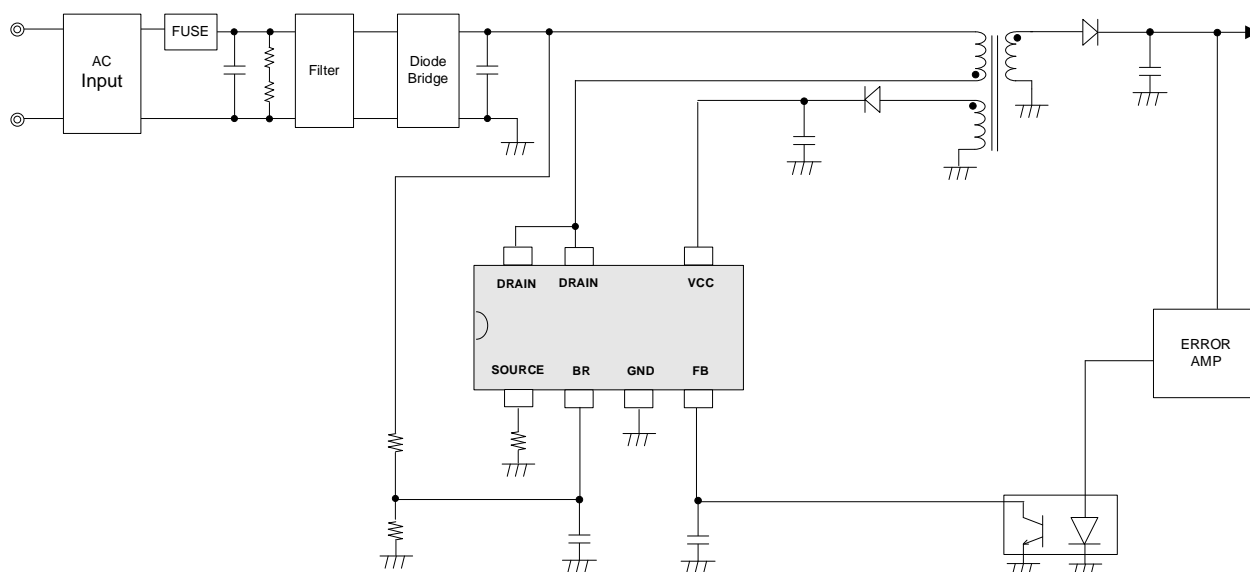 AC
Input
FUSE
Filter
Diode
Bridge
DRAIN
DRAIN
VCC
SOURCE
BR
GND
FB
ERROR
AMP